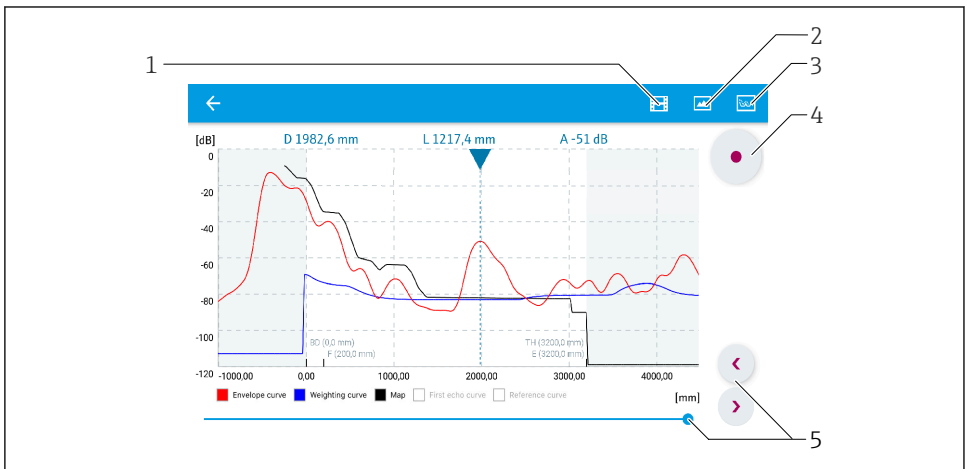 1
2
3
4
[dB]
D 1982,6 mm
L 1217,4 mm
A -51 dB
0
-20
-40
-60
-80
-100
-120
BD (0,0 mm)
F (200,0 mm)
TH (3200,0 mm)
E (3200,0 mm)
-1000,00
0,00
1000,00
2000,00
3000,00
4000,00
Envelope curve
Weighting curve
Map
First echo curve
Reference curve
[mm]
5